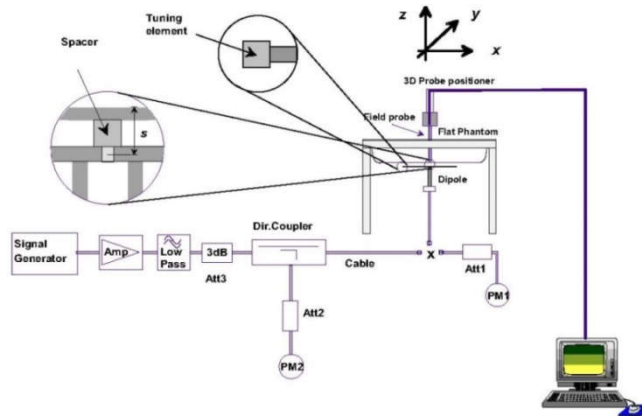 Tuning
element
Spacer
s
z
y
x
3D Probe positioner
Field probe
Flat Phantom
Dipole
Dir.Coupler
Signal
Generator
Amp
Low
Pass
3dB
Att3
Cable
x
Att1
PM1
Att2
PM2